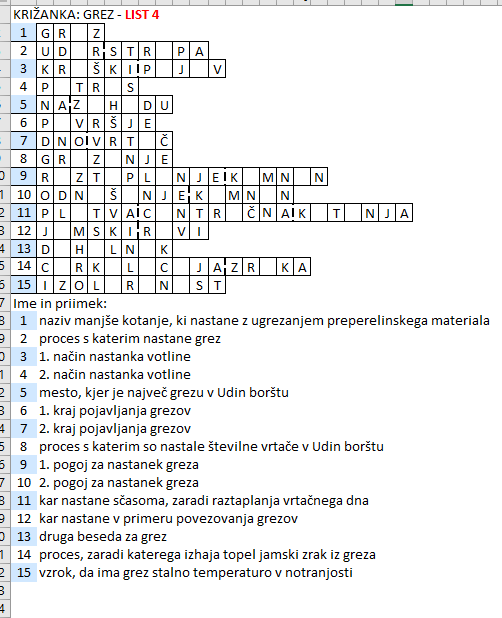 KRIŽANKA: GREZ - LIST 4
1 G R Z
2 U D R S T R P A
3 K R Š K I P J V
4 P T R S
5 N A Z H D U
6 P V R Š J E
7 D N O V R T Č
8 G R Z N J E
9 R Z T P L N J E K M N N
10 O D N Š N J E K M N N
11 P L T V A C N T R Č N A K T N J A
12 J M S K I R V I
13 D H L N K
14 C R K L C J A Z R K A
15 I Z O L R N S T
Ime in priimek:
1 naziv manjše kotanje, ki nastane z ugrezanjem preperelinskega materiala
2 proces s katerim nastane grez
3 1. način nastanka votline
4 2. način nastanka votline
5 mesto, kjer je največ grezu v Udin borštu
6 1. kraj pojavljanja grezov
7 2. kraj pojavljanja grezov
8 proces s katerim so nastale številne vrtače v Udin borštu
9 1. pogoj za nastanek greza
10 2. pogoj za nastanek greza
11 kar nastane sčasoma, zaradi raztaplanja vrtačnega dna
12 kar nastane v primeru povezovanja grezov
13 druga beseda za grez
14 proces, zaradi katerega izhaja topel jamski zrak iz greza
15 vzrok, da ima grez stalno temperaturo v notranjosti